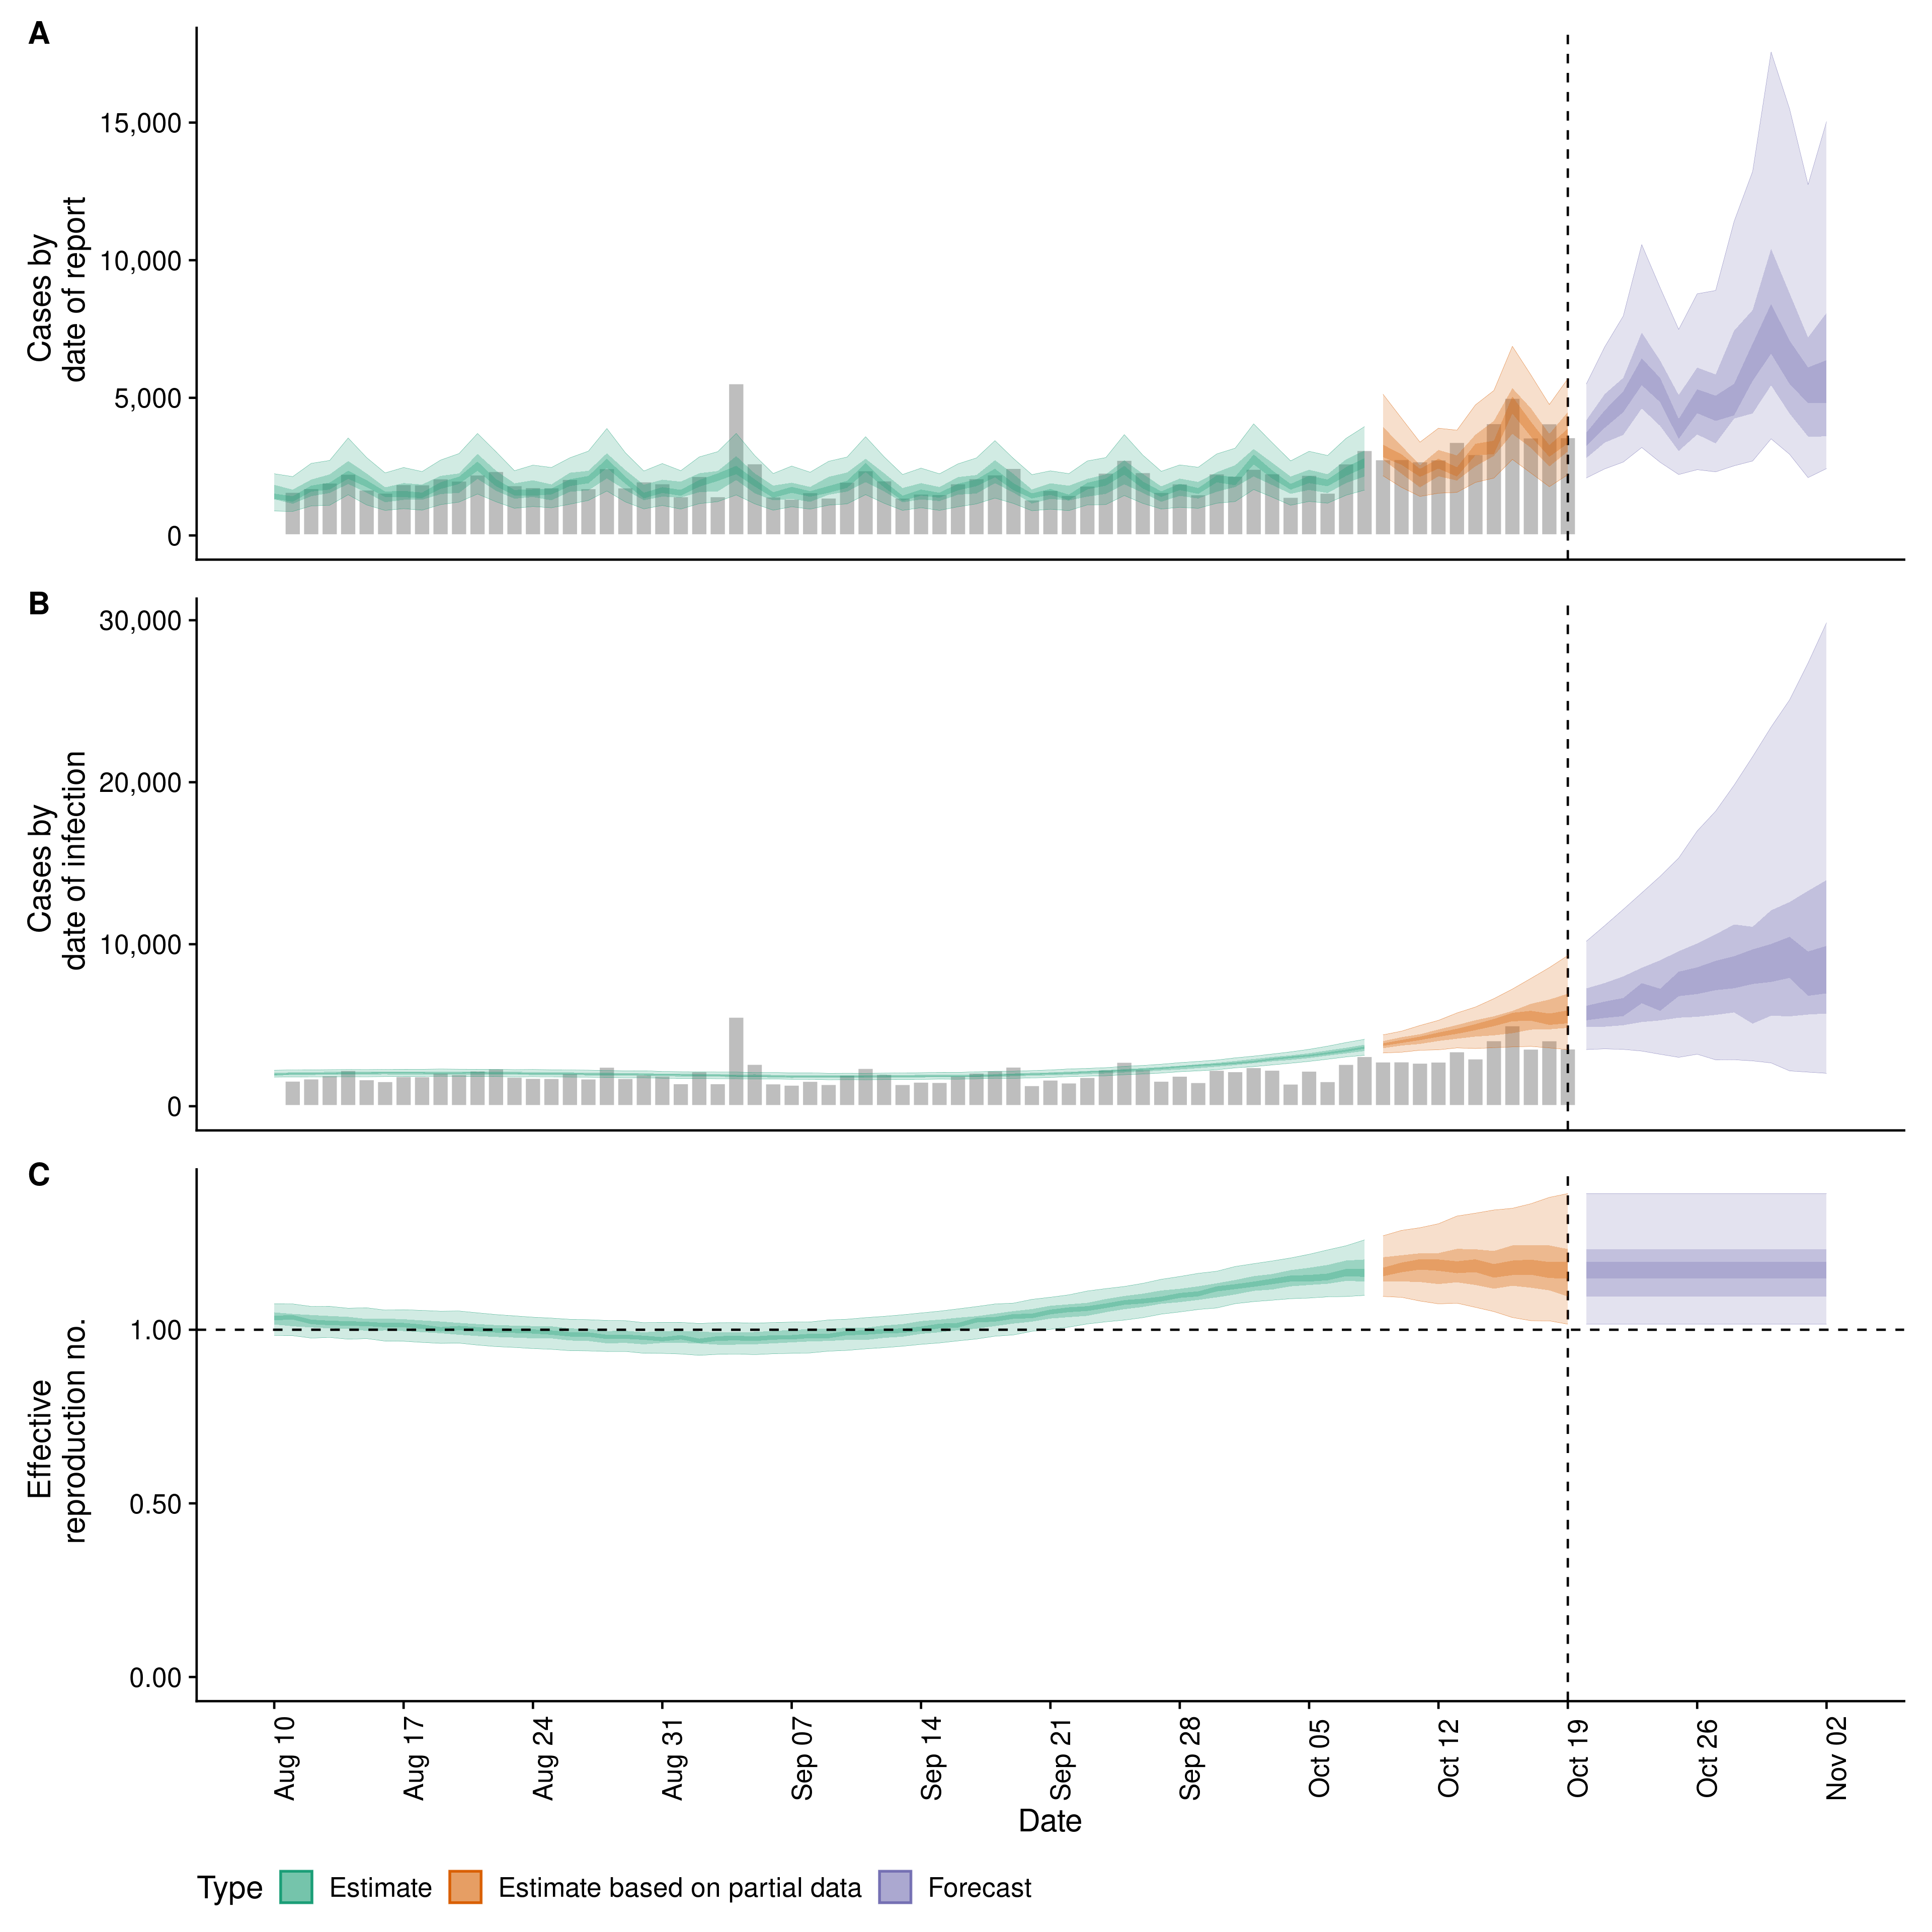 A
Cases by
date of report
15,000
10,000
5,000
0
B
Cases by
date of infection
30,000
20,000
10,000
0
C
Effective
reproduction no.
1.00
0.50
0.00
Aug 10
Aug 17
Aug 24
Aug 31
Sep 07
Sep 14
Sep 21
Sep 28
Oct 05
Oct 12
Oct 19
Oct 26
Nov 02
Date
Type Estimate Estimate based on partial data Forecast